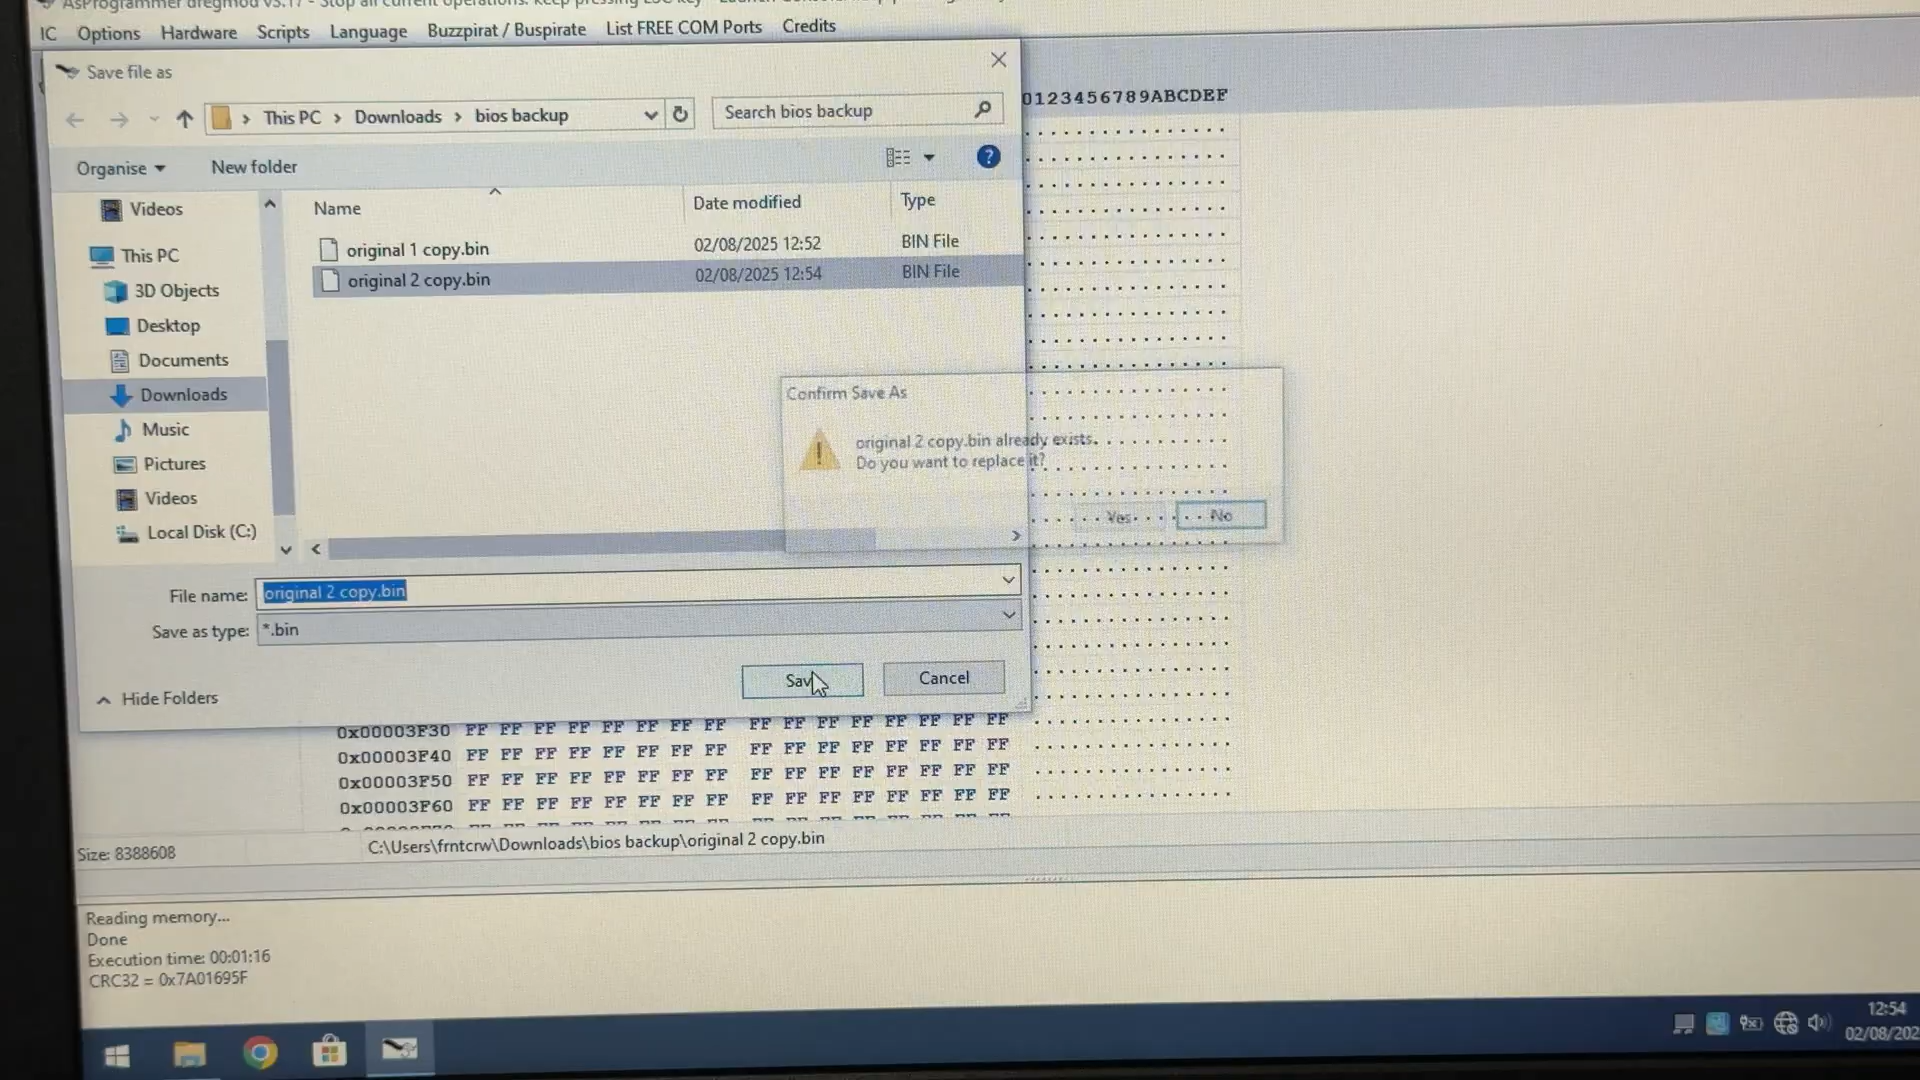 IC Options Hardware Scripts Language Buzzpirat / Buspirate List FREE COM Ports Credits
Save file as
This PC > Downloads > bios backup
Search bios backup
0123456789ABCDEF
Organise
New folder
?
Name
Date modified
Type
Videos
This PC
3D Objects
Desktop
Documents
Downloads
Music
Pictures
Videos
Local Disk (C:)
original 1 copy.bin 02/08/2025 12:52 BIN File
original 2 copy.bin 02/08/2025 12:54 BIN File
Confirm Save As
original 2 copy.bin already exists.
Do you want to replace it?
Yes
No
File name: original 2 copy.bin
Save as type: *.bin
Save
Cancel
Hide Folders
0x00003F30 FF FF FF FF FF FF FF FF FF FF FF FF FF FF FF FF
0x00003F40 FF FF FF FF FF FF FF FF FF FF FF FF FF FF FF FF
0x00003F50 FF FF FF FF FF FF FF FF FF FF FF FF FF FF FF FF
0x00003F60 FF FF FF FF FF FF FF FF FF FF FF FF FF FF FF FF
Size: 8388608
C:\Users\frntcrw\Downloads\bios backup\original 2 copy.bin
Reading memory...
Done
Execution time: 00:01:16
CRC32 = 0x7A01695F
12:54
02/08/202